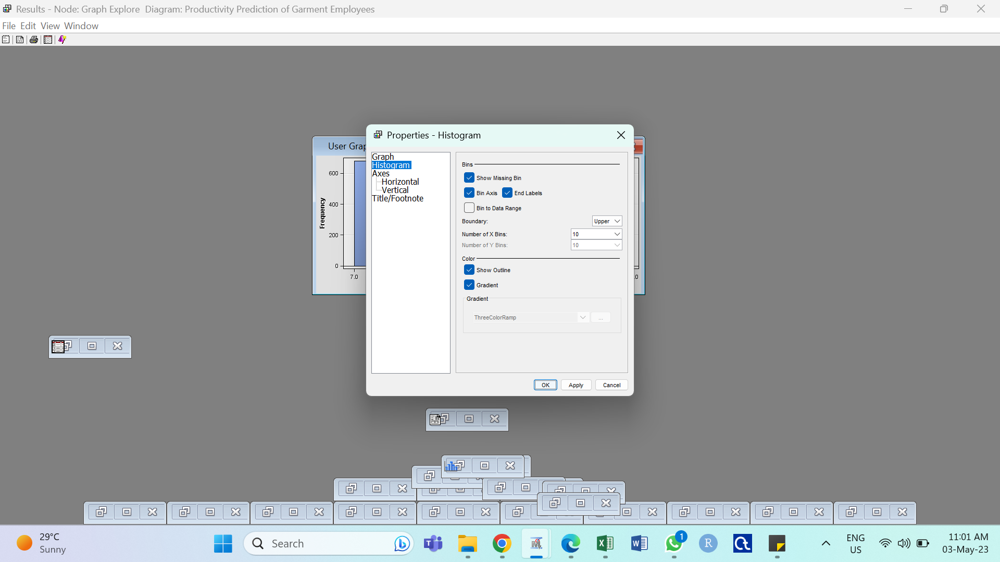 Results - Node: Graph Explore  Diagram: Productivity Prediction of Garment Employees
File Edit View Window
User Grap
600
400
200
0
Frequency
7.0
.0
Properties - Histogram
Graph
Histogram
Axes
Horizontal
Vertical
Title/Footnote
Bins
Show Missing Bin
Bin Axis End Labels
Bin to Data Range
Boundary: Upper
Number of X Bins: 10
Number of Y Bins: 10
Color
Show Outline
Gradient
Gradient
ThreeColorRamp ...
OK Apply Cancel
29°C
Sunny
Search
1
R
ENG
US
11:01 AM
03-May-23